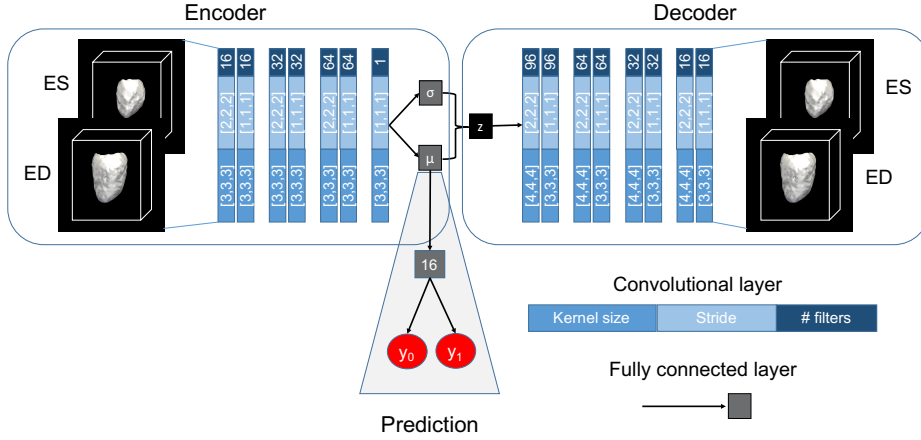 Encoder
Decoder
ES
ED
16 16 32 32 64 64 1
[2,2,2] [1,1,1] [2,2,2] [1,1,1] [2,2,2] [1,1,1] [1,1,1]
[3,3,3] [3,3,3] [3,3,3] [3,3,3] [3,3,3] [3,3,3] [3,3,3]
σ
μ
z
96 96 64 64 32 32 16 16
[2,2,2] [1,1,1] [2,2,2] [1,1,1] [2,2,2] [1,1,1] [2,2,2] [1,1,1]
[4,4,4] [3,3,3] [4,4,4] [3,3,3] [4,4,4] [3,3,3] [4,4,4] [3,3,3]
ES
ED
16
y0 y1
Prediction
Convolutional layer
Kernel size Stride # filters
Fully connected layer